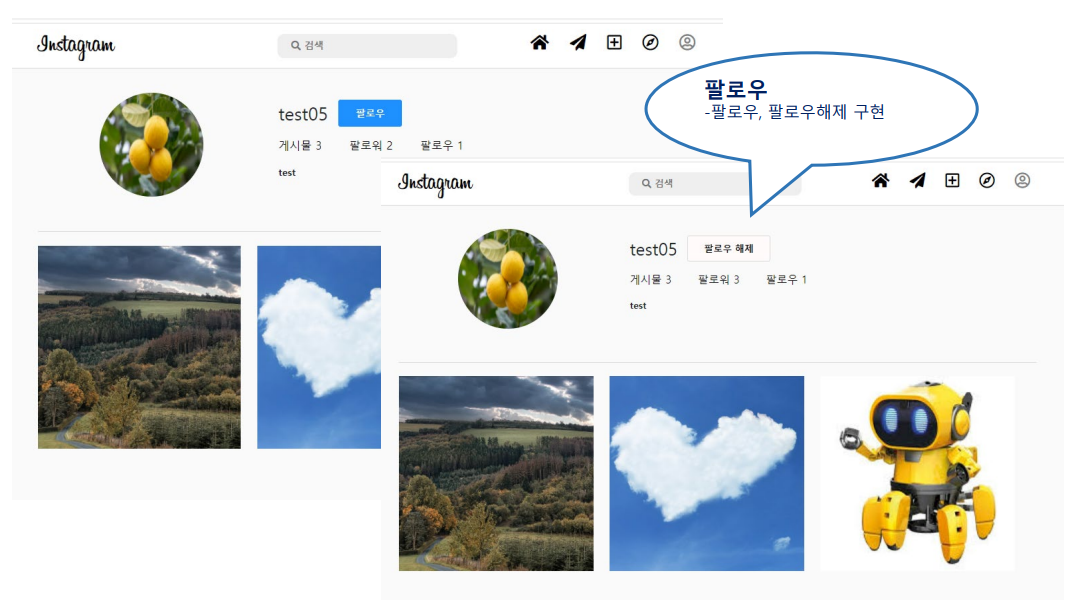 Instagram
검색
test05 팔로우
게시물 3 팔로워 2 팔로우 1
test
팔로우
-팔로우, 팔로우해제 구현
Instagram
검색
test05 팔로우 해제
게시물 3 팔로워 3 팔로우 1
test